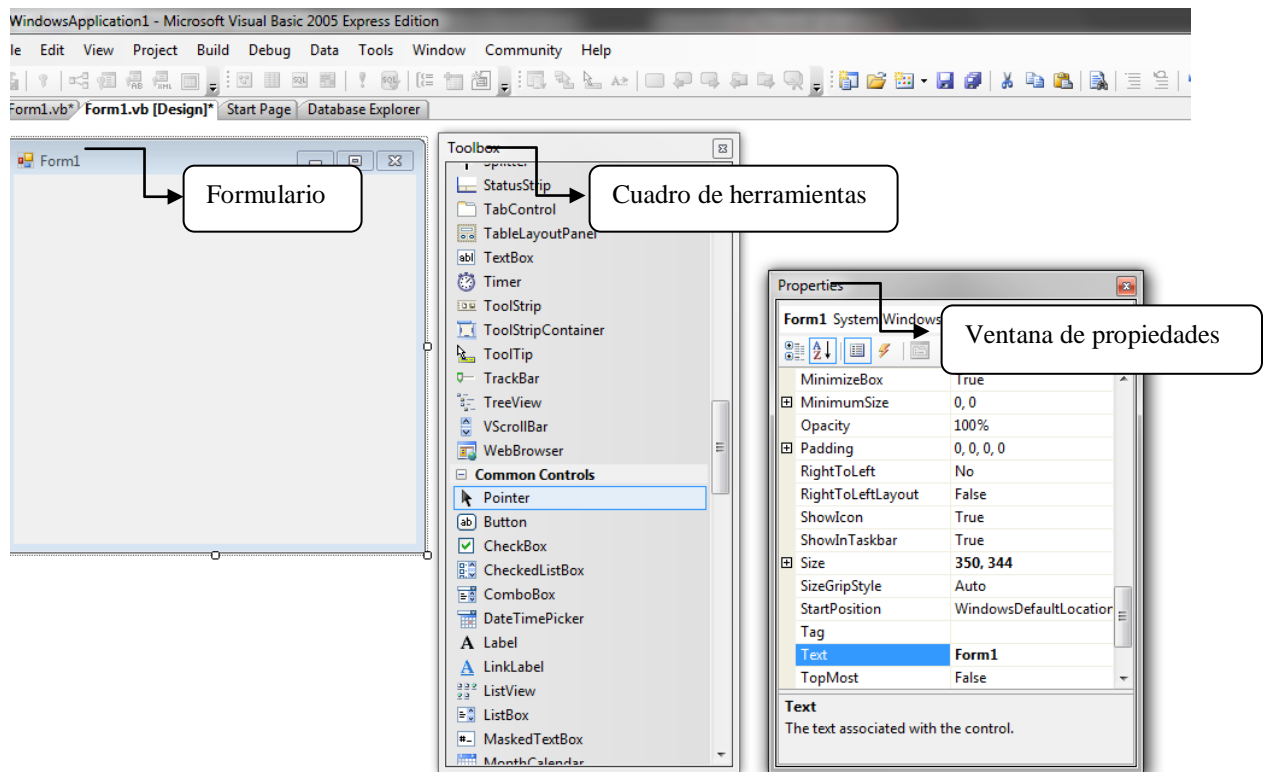 WindowsApplication1 - Microsoft Visual Basic 2005 Express Edition
le Edit View Project Build Debug Data Tools Window Community Help
Form1.vb* Form1.vb [Design]* Start Page Database Explorer
Form1
Formulario
Toolbox
Splitter
StatusStrip
TabControl
TableLayoutPanel
TextBox
Timer
ToolStrip
ToolStripContainer
ToolTip
TrackBar
TreeView
VScrollBar
WebBrowser
Common Controls
Pointer
Button
CheckBox
CheckedListBox
ComboBox
DateTimePicker
Label
LinkLabel
ListView
ListBox
MaskedTextBox
MonthCalendar
Cuadro de herramientas
Properties
Form1 System.Windows
Ventana de propiedades
MinimizeBox True
MinimumSize 0, 0
Opacity 100%
Padding 0, 0, 0, 0
RightToLeft No
RightToLeftLayout False
ShowIcon True
ShowInTaskbar True
Size 350, 344
SizeGripStyle Auto
StartPosition WindowsDefaultLocation
Tag
Text Form1
TopMost False
Text
The text associated with the control.